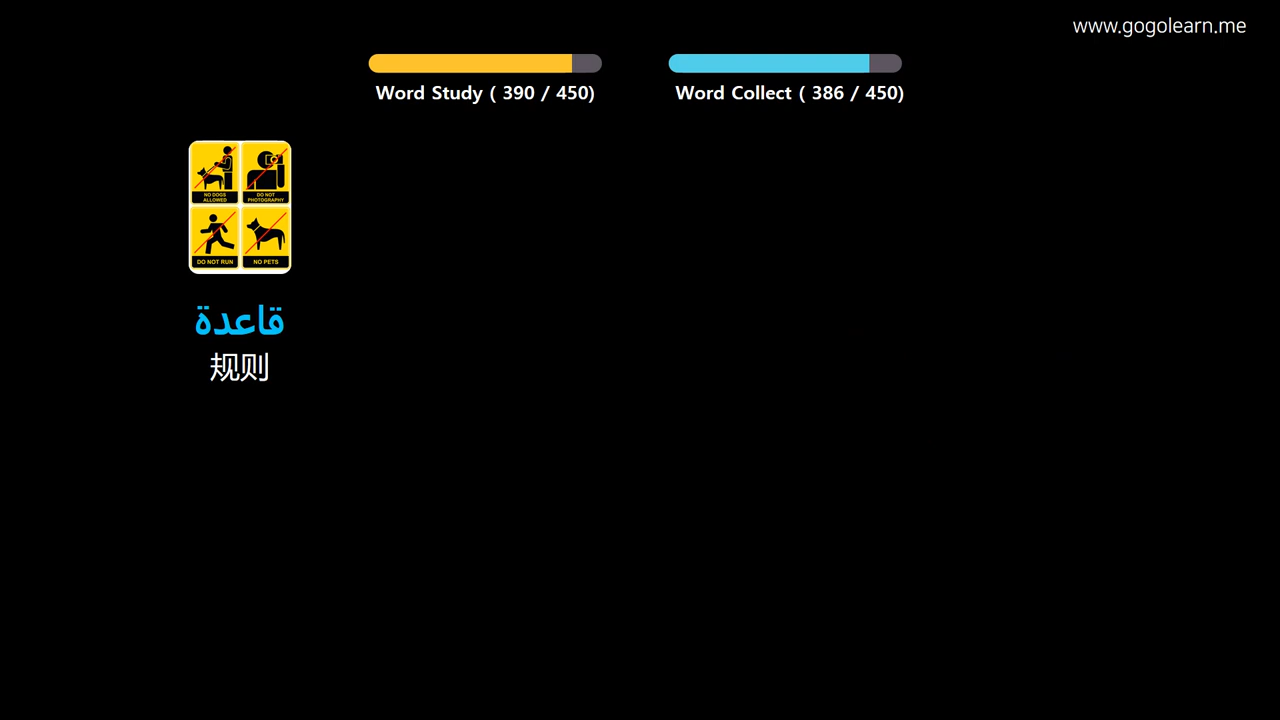 www.gogolearn.me
Word Study ( 390 / 450)
Word Collect ( 386 / 450)
NO DOGS
ALLOWED
DO NOT
PHOTOGRAPHY
DO NOT RUN
NO PETS
قاعدة
规则